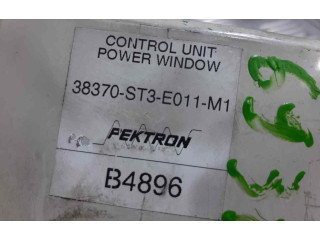 CONTROL UNIT
POWER WINDOW
38370-ST3-E011-M1
PEKTRON
B4896